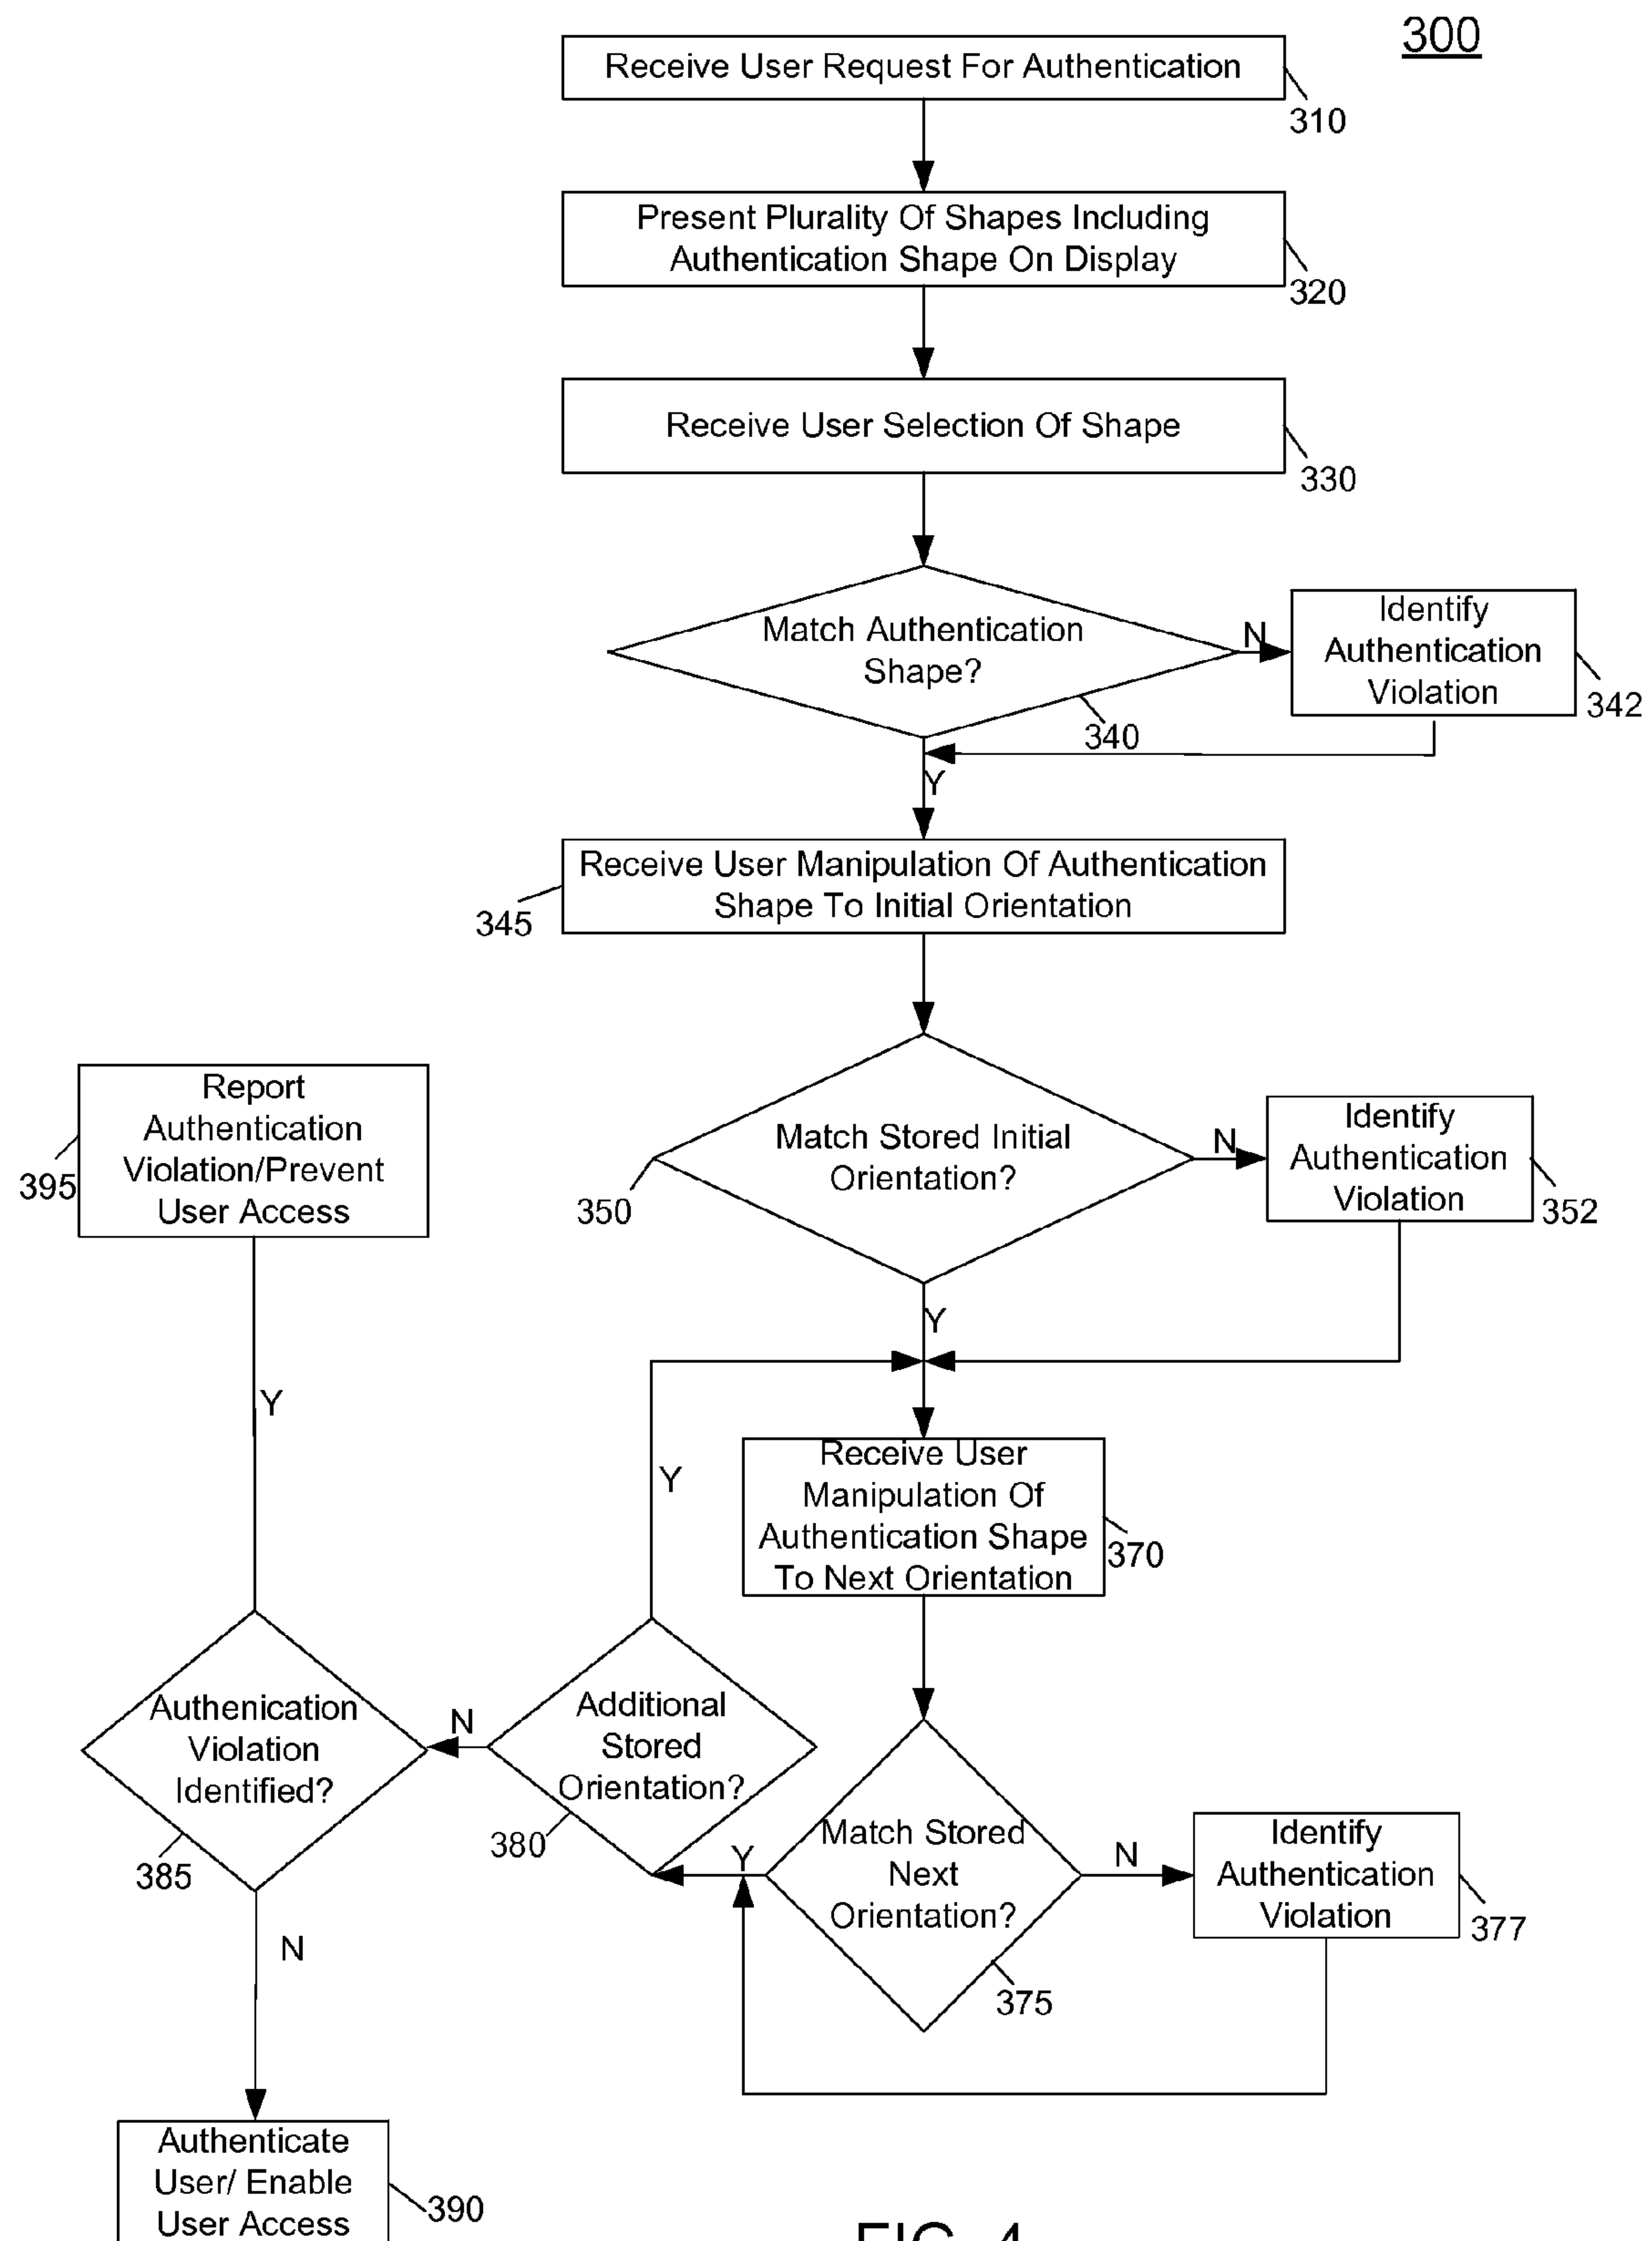 300
Receive User Request For Authentication
310
Present Plurality Of Shapes Including
Authentication Shape On Display
320
Receive User Selection Of Shape
330
Match Authentication
Shape?
340
N
Identify
Authentication
Violation
342
Y
Receive User Manipulation Of Authentication
Shape To Initial Orientation
345
Match Stored Initial
Orientation?
350
N
Identify
Authentication
Violation
352
Y
Report
Authentication
Violation/Prevent
User Access
395
Y
Y
Receive User
Manipulation Of
Authentication Shape
To Next Orientation
370
Authenication
Violation
Identified?
385
N
Additional
Stored
Orientation?
380
Y
Match Stored
Next
Orientation?
375
N
Identify
Authentication
Violation
377
N
Authenticate
User/ Enable
User Access
390
FIG. 4